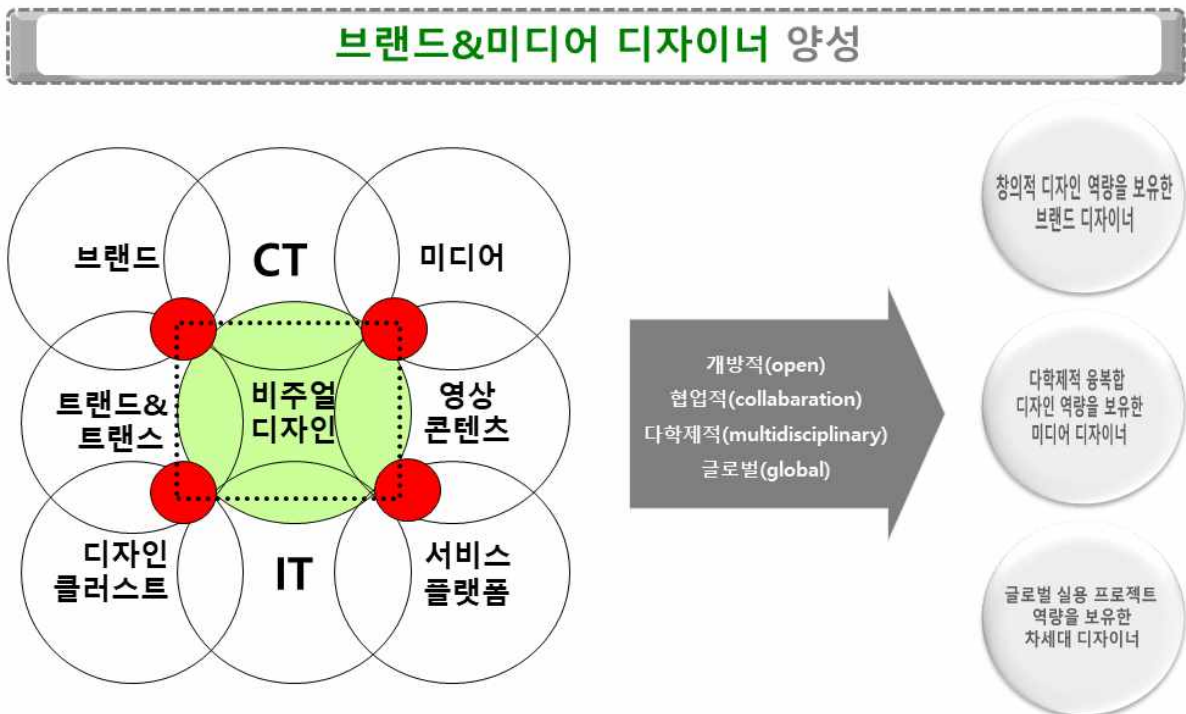 브랜드&미디어 디자이너 양성
브랜드
CT
미디어
트랜드&
트랜스
비주얼
디자인
영상
콘텐츠
디자인
클러스트
IT
서비스
플랫폼
개방적(open)
협업적(collabaration)
다학제적(multidisciplinary)
글로벌(global)
창의적 디자인 역량을 보유한
브랜드 디자이너
다학제적 융복합
디자인 역량을 보유한
미디어 디자이너
글로벌 실용 프로젝트
역량을 보유한
차세대 디자이너